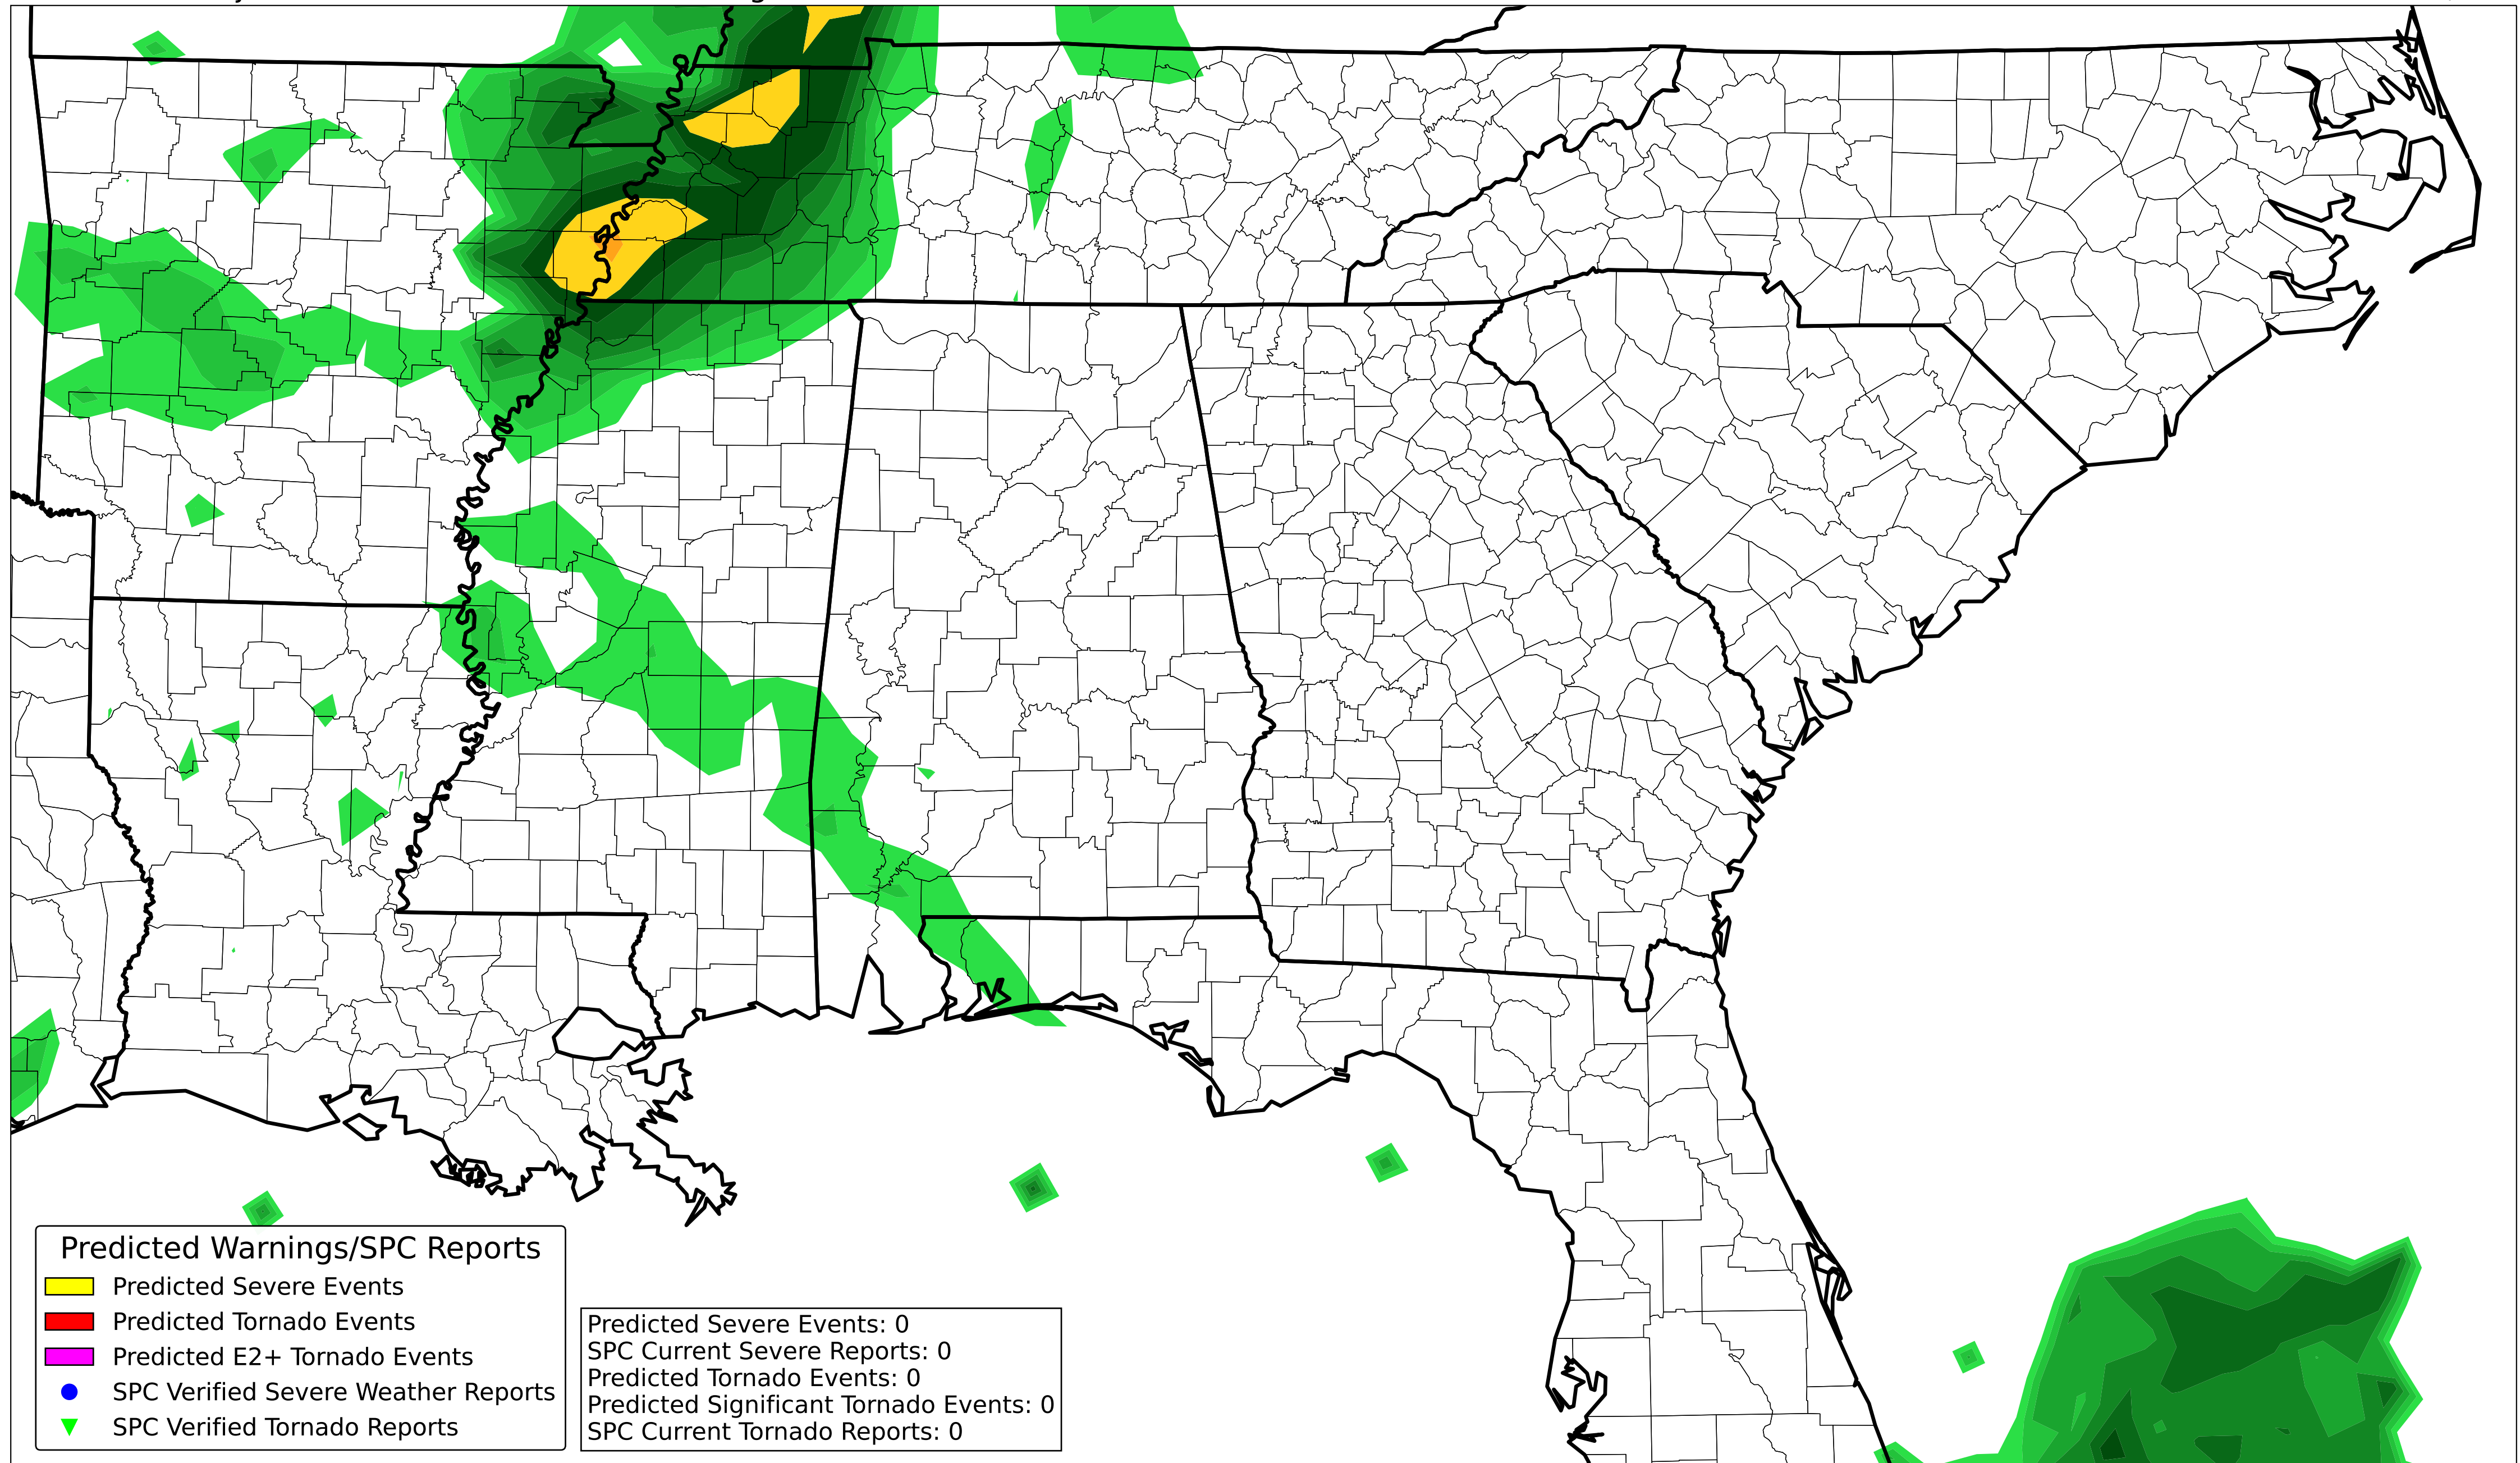 Predicted Warnings/SPC Reports
Predicted Severe Events
Predicted Tornado Events
Predicted E2+ Tornado Events
SPC Verified Severe Weather Reports
SPC Verified Tornado Reports
Predicted Severe Events: 0
SPC Current Severe Reports: 0
Predicted Tornado Events: 0
Predicted Significant Tornado Events: 0
SPC Current Tornado Reports: 0